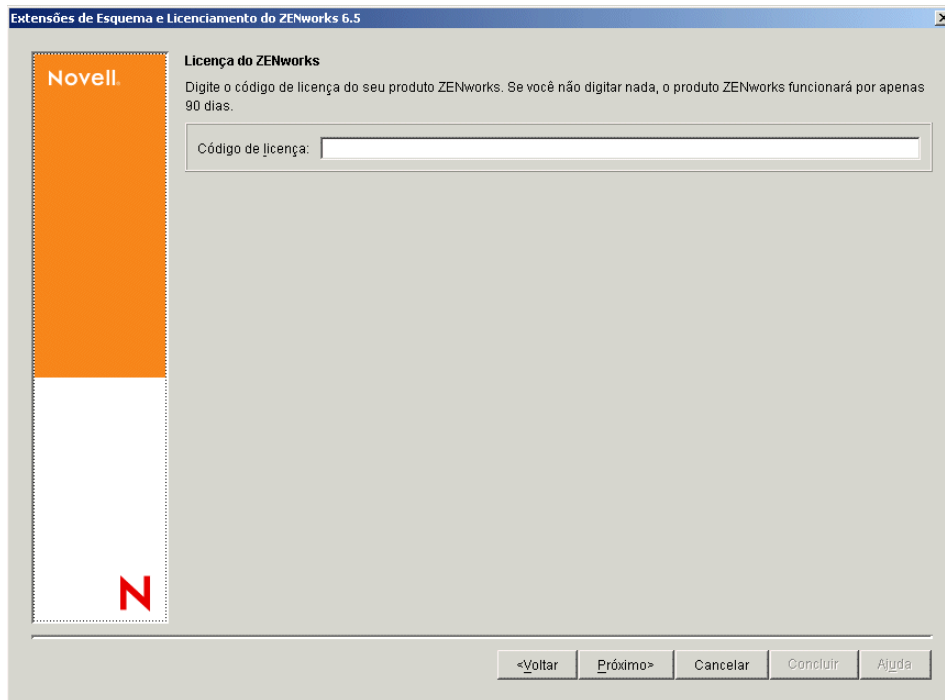 Extensões de Esquema e Licenciamento do ZENworks 6.5
Novell.
Licença do ZENworks
Digite o código de licença do seu produto ZENworks. Se você não digitar nada, o produto ZENworks funcionará por apenas
90 dias.
Código de licença:
N
<Voltar Próximo> Cancelar Concluir Ajuda